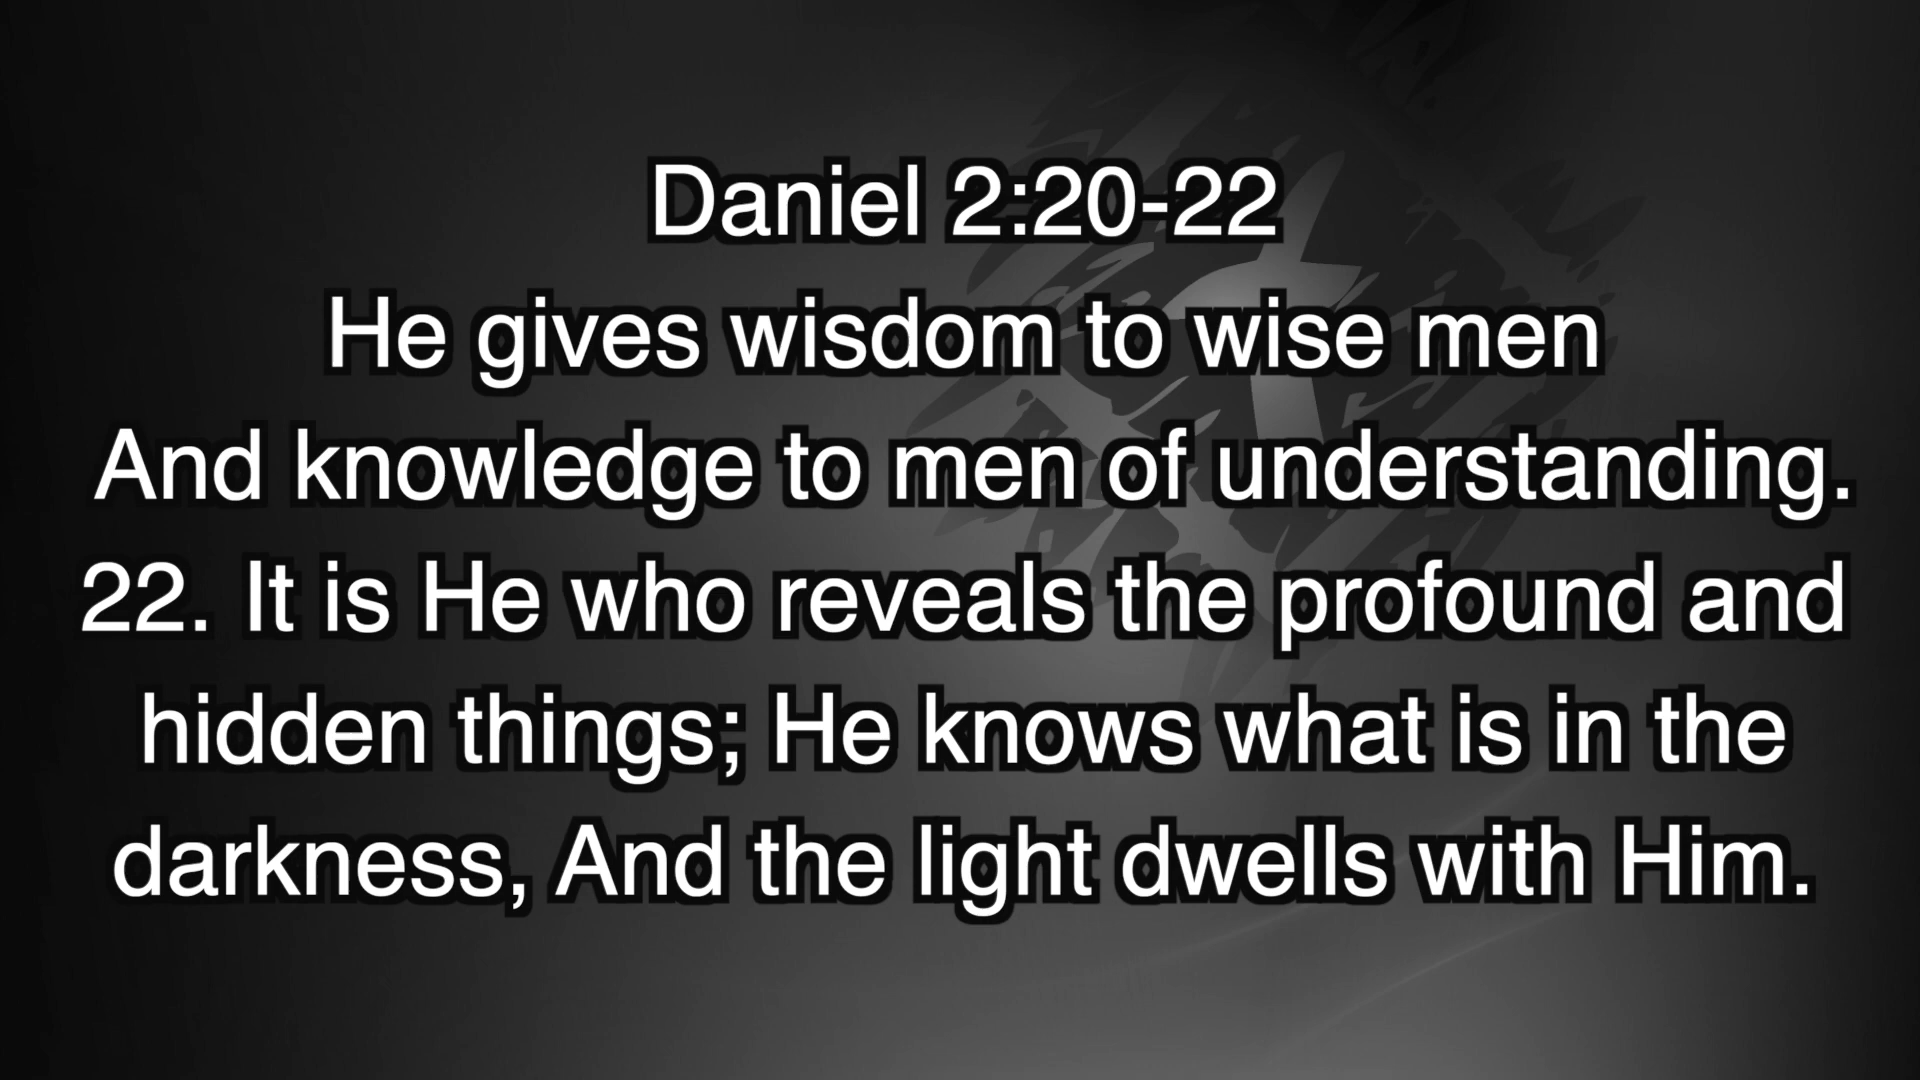 Daniel 2:20-22
He gives wisdom to wise men
And knowledge to men of understanding.
22. It is He who reveals the profound and
hidden things; He knows what is in the
darkness, And the light dwells with Him.